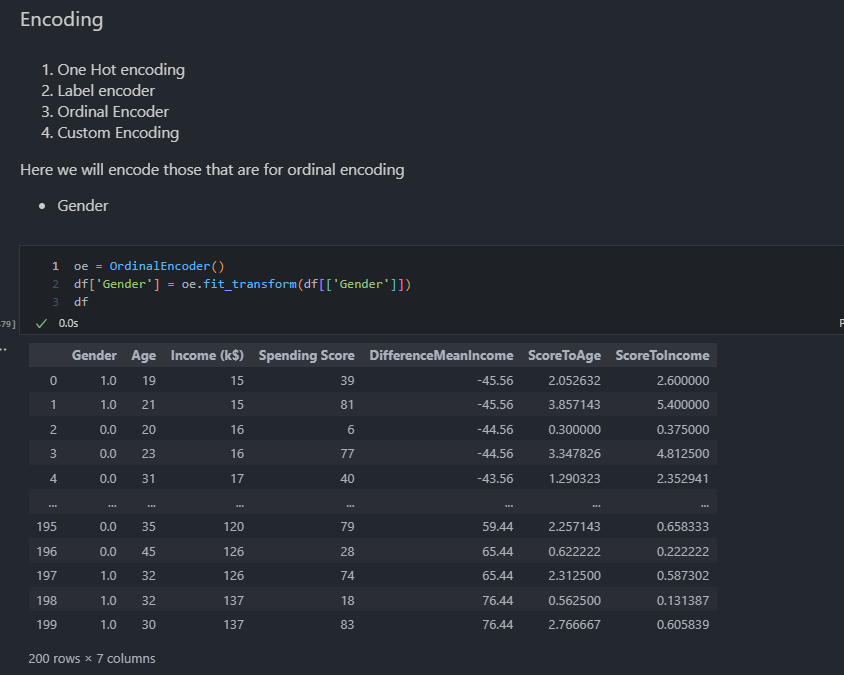 Encoding
1. One Hot encoding
2. Label encoder
3. Ordinal Encoder
4. Custom Encoding
Here we will encode those that are for ordinal encoding
• Gender
1 oe = OrdinalEncoder()
2 df['Gender'] = oe.fit_transform(df[['Gender']])
3 df
79] ✓ 0.0s
Gender Age Income (k$) Spending Score DifferenceMeanIncome ScoreToAge ScoreToIncome
0 1.0 19 15 39 -45.56 2.052632 2.600000
1 1.0 21 15 81 -45.56 3.857143 5.400000
2 0.0 20 16 6 -44.56 0.300000 0.375000
3 0.0 23 16 77 -44.56 3.347826 4.812500
4 0.0 31 17 40 -43.56 1.290323 2.352941
... ... ... ... ... ... ... ...
195 0.0 35 120 79 59.44 2.257143 0.658333
196 0.0 45 126 28 65.44 0.622222 0.222222
197 1.0 32 126 74 65.44 2.312500 0.587302
198 1.0 32 137 18 76.44 0.562500 0.131387
199 1.0 30 137 83 76.44 2.766667 0.605839
200 rows × 7 columns